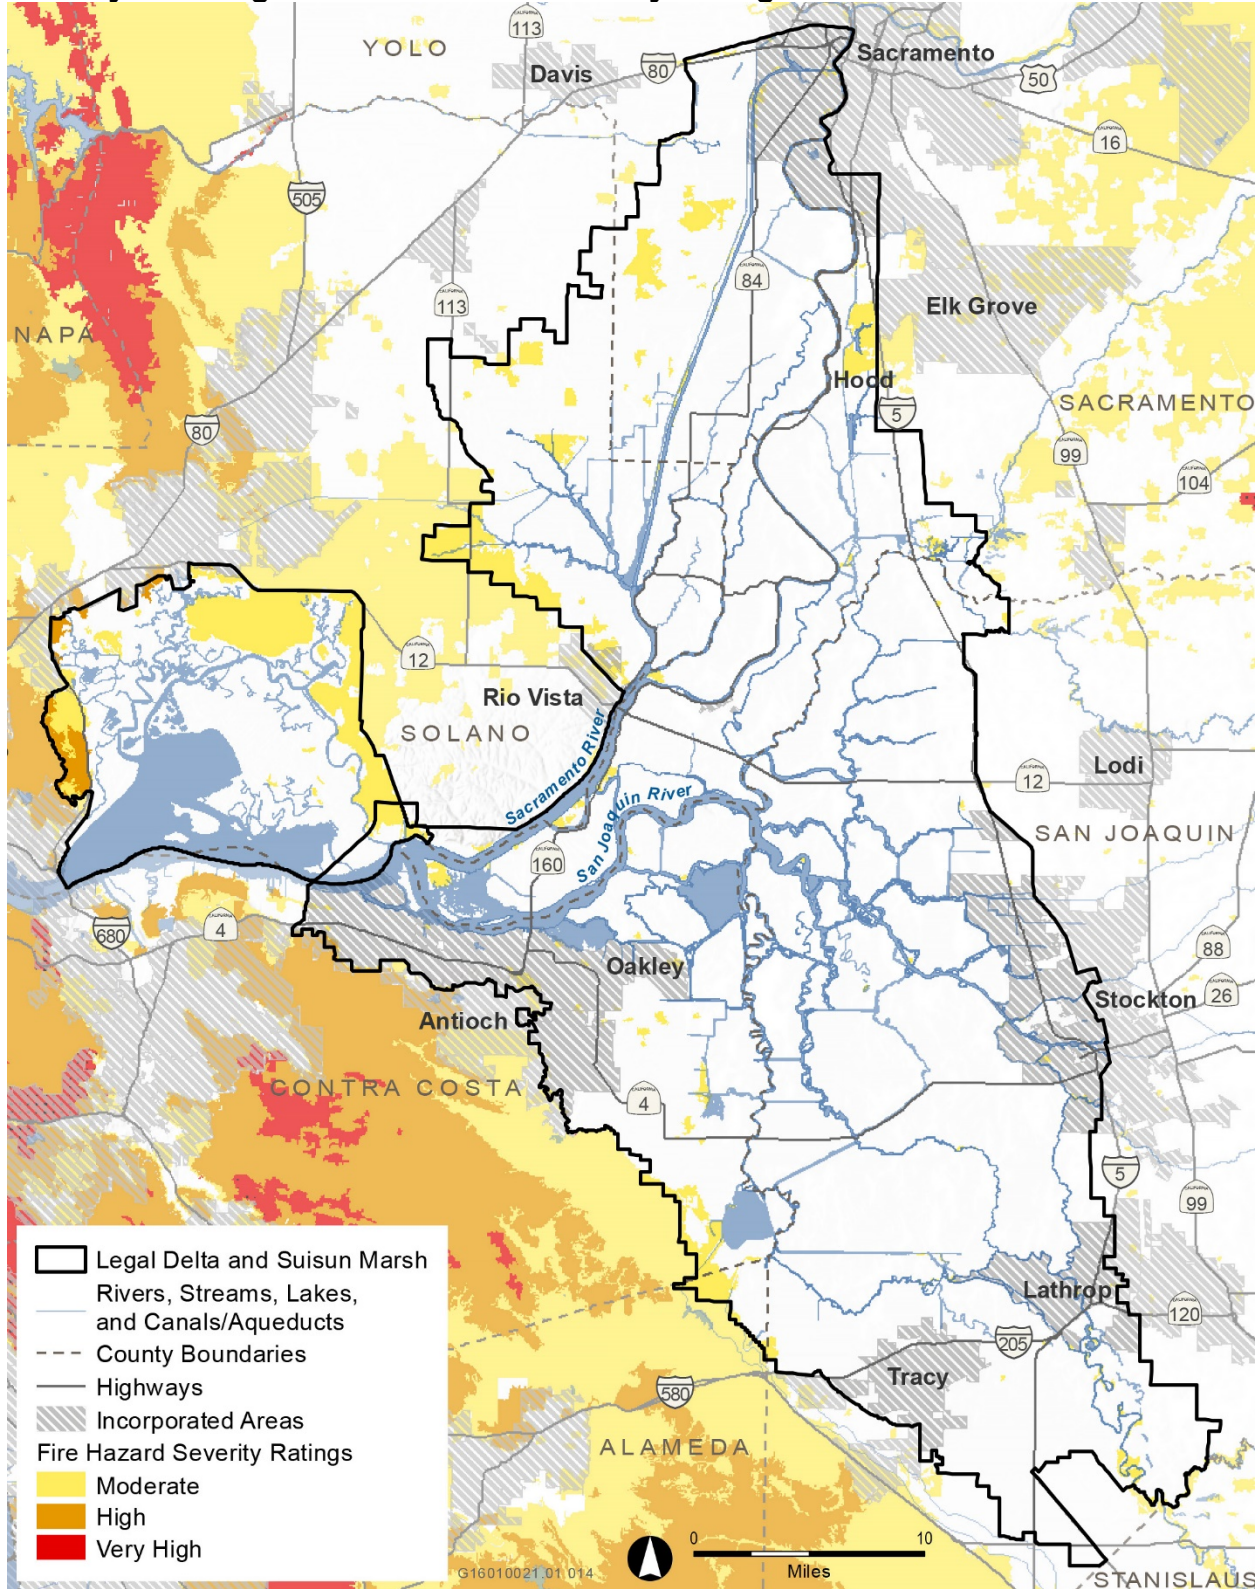 113
YOLO
Sacramento
Davis
80
50
16
505
84
113
Elk Grove
NAPA
Hood
5
SACRAMENTO
80
99
104
12
Rio Vista
SOLANO
Sacramento River
San Joaquin River
Lodi
12
SAN JOAQUIN
160
680
4
88
Oakley
26
Stockton
Antioch
CONTRA COSTA
4
5
99
Legal Delta and Suisun Marsh
Rivers, Streams, Lakes,
and Canals/Aqueducts
County Boundaries
Highways
Incorporated Areas
Fire Hazard Severity Ratings
Moderate
High
Very High
Lathrop
120
205
Tracy
580
ALAMEDA
0 10
Miles
G16010021.01 014
STANISLAUS